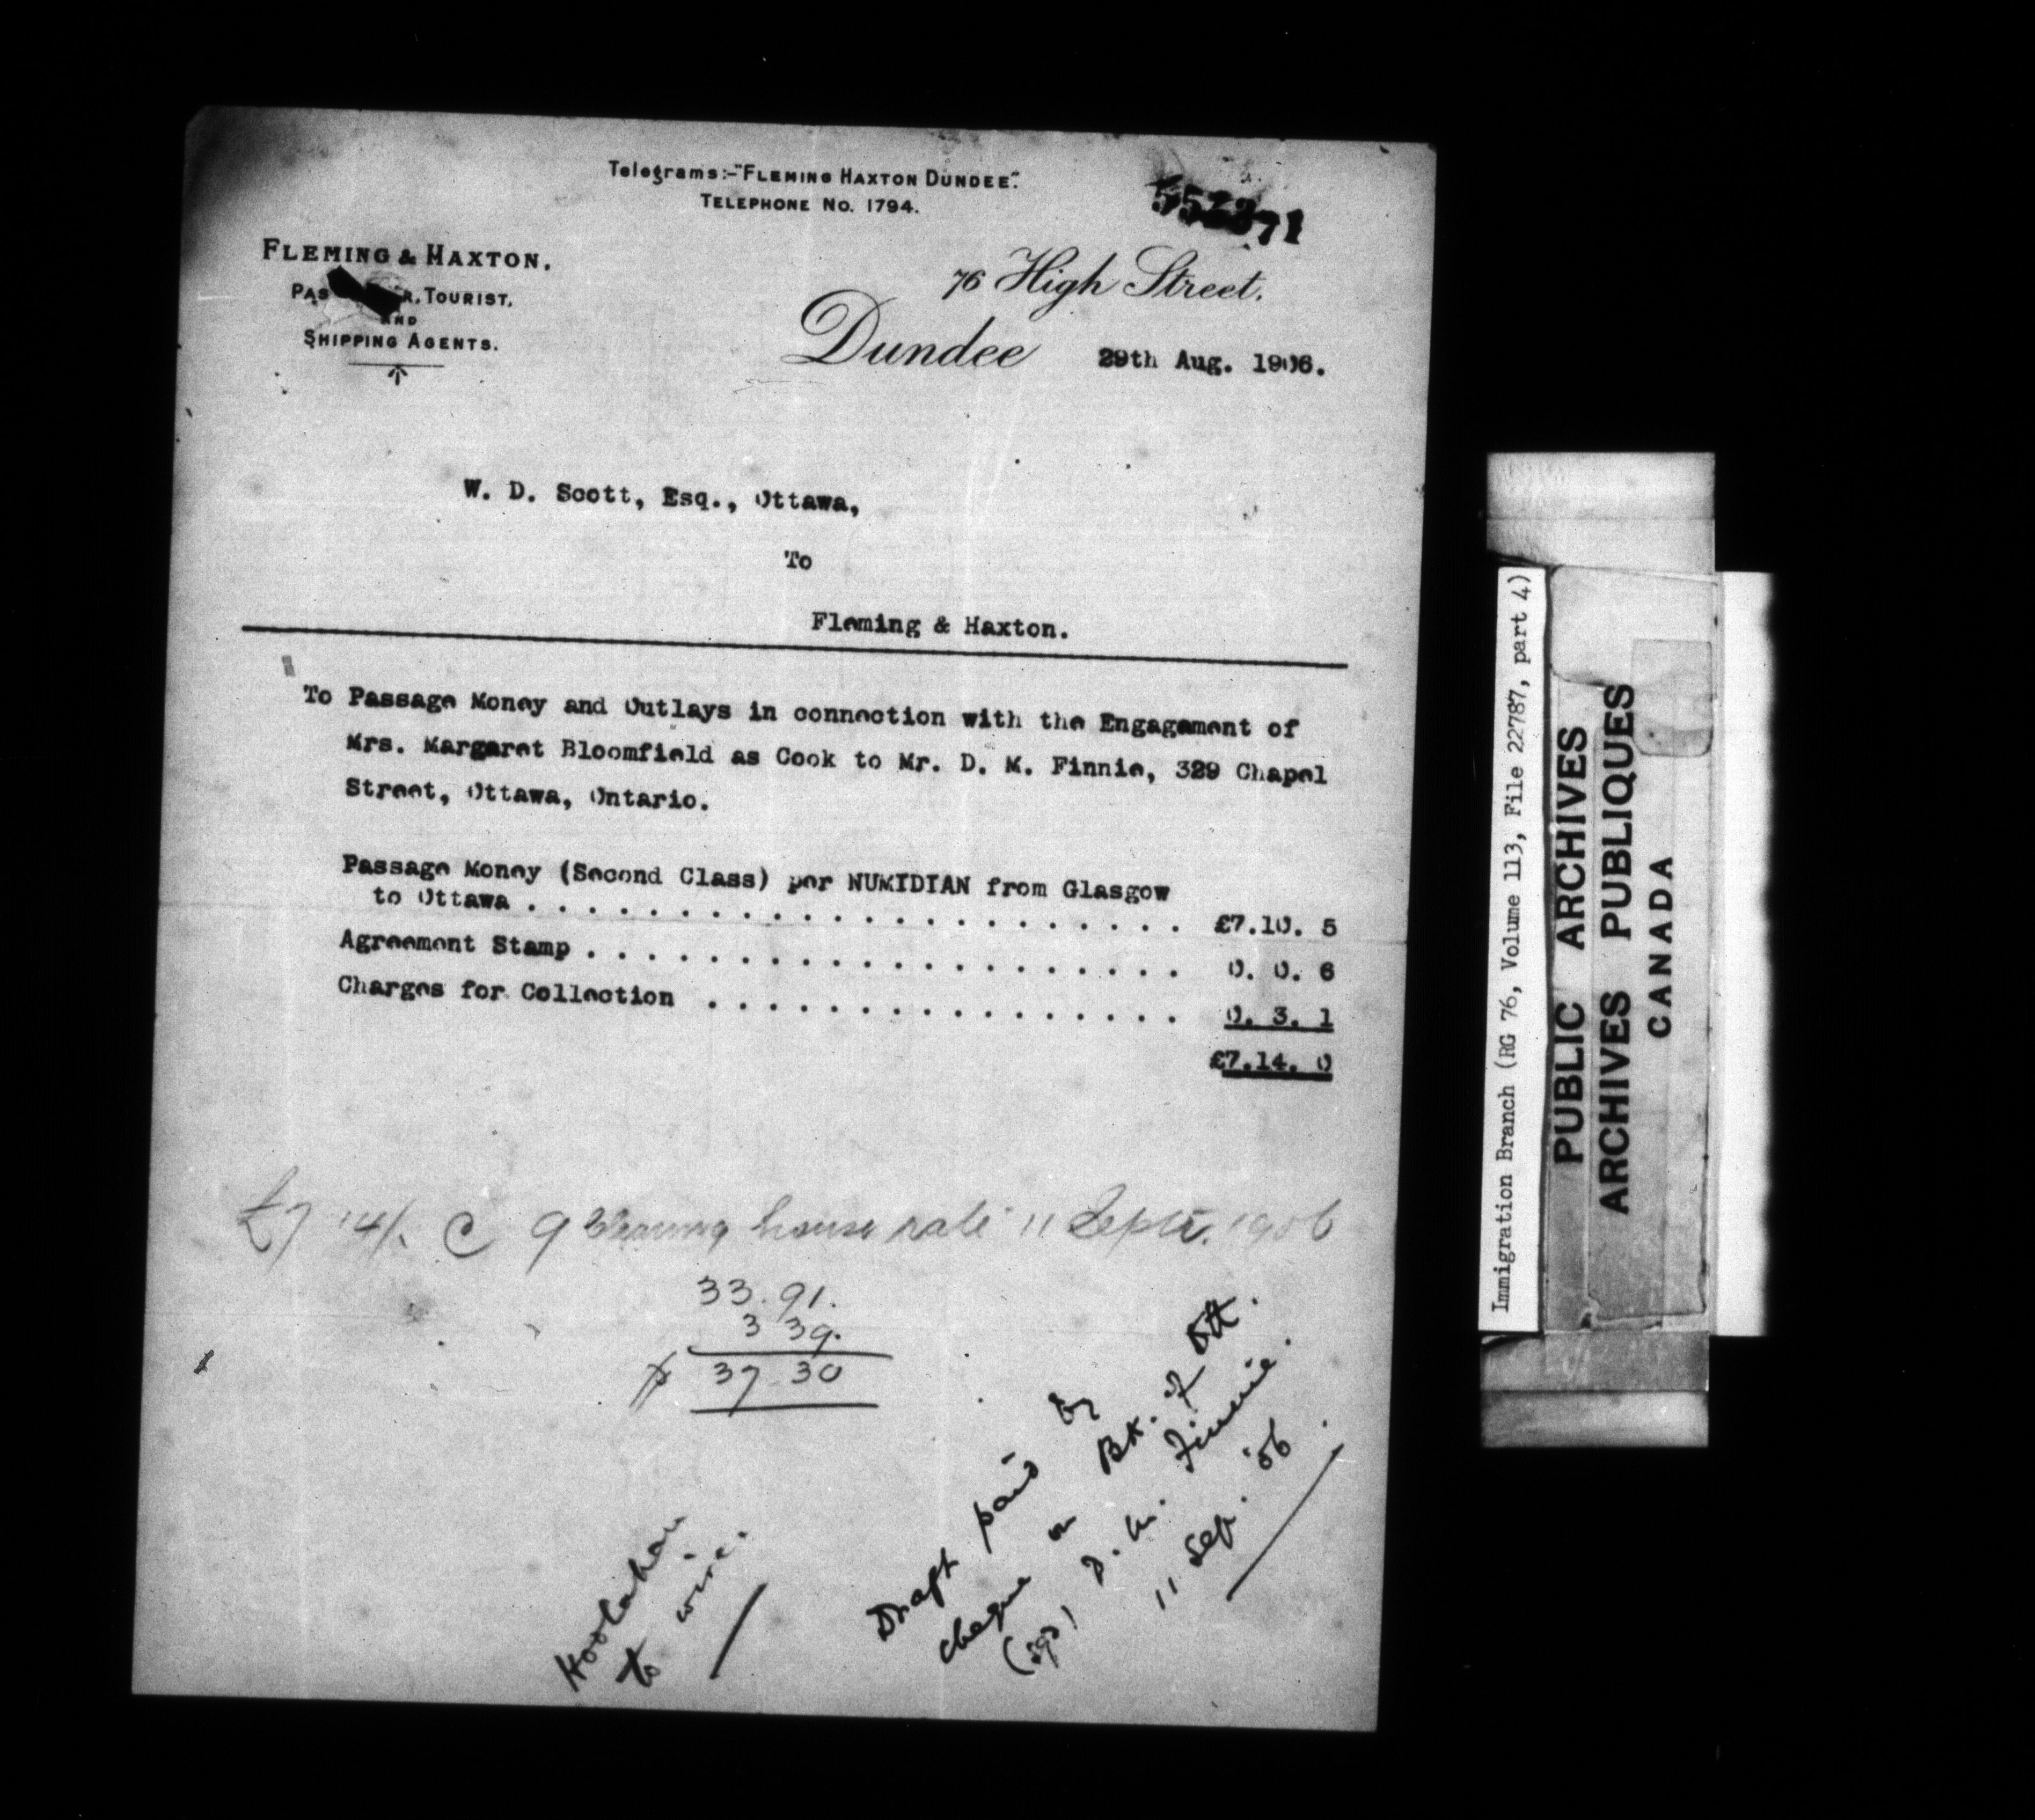 Telegrams:-"FLEMING HAXTON DUNDEE".
TELEPHONE NO. 1794.
552371
FLEMING & HAXTON.
PAS R, TOURIST.
AND
SHIPPING AGENTS.
76 High Street.
Dundee 29th Aug. 1906.
W. D. Scott, Esq., Ottawa,
To
Fleming & Haxton.
To Passage Money and Outlays in connection with the Engagement of
Mrs. Margaret Bloomfield as Cook to Mr. D. M. Finnie, 329 Chapel
Street, Ottawa, Ontario.
Passage Money (Second Class) per NUMIDIAN from Glasgow
to Ottawa . . . . . . . . . . . . . . . . . . . . . . £7.10. 5
Agreement Stamp . . . . . . . . . . . . . . . . . . . . 0. 0. 6
Charges for Collection . . . . . . . . . . . . . . . . 0. 3. 1
£7.14. 0
£7 14/. @ 9 Clearing house rate 11 Sept. 1906
33.91.
3 39.
$ 37 30
Hoolahan
to wire.
Draft paid by
cheque on Bk. of Ott.
(sgd) D. M. Finnie.
11 Sep. '06
Immigration Branch (RG 76, Volume 113, File 22787, part 4)
PUBLIC ARCHIVES
ARCHIVES PUBLIQUES
CANADA